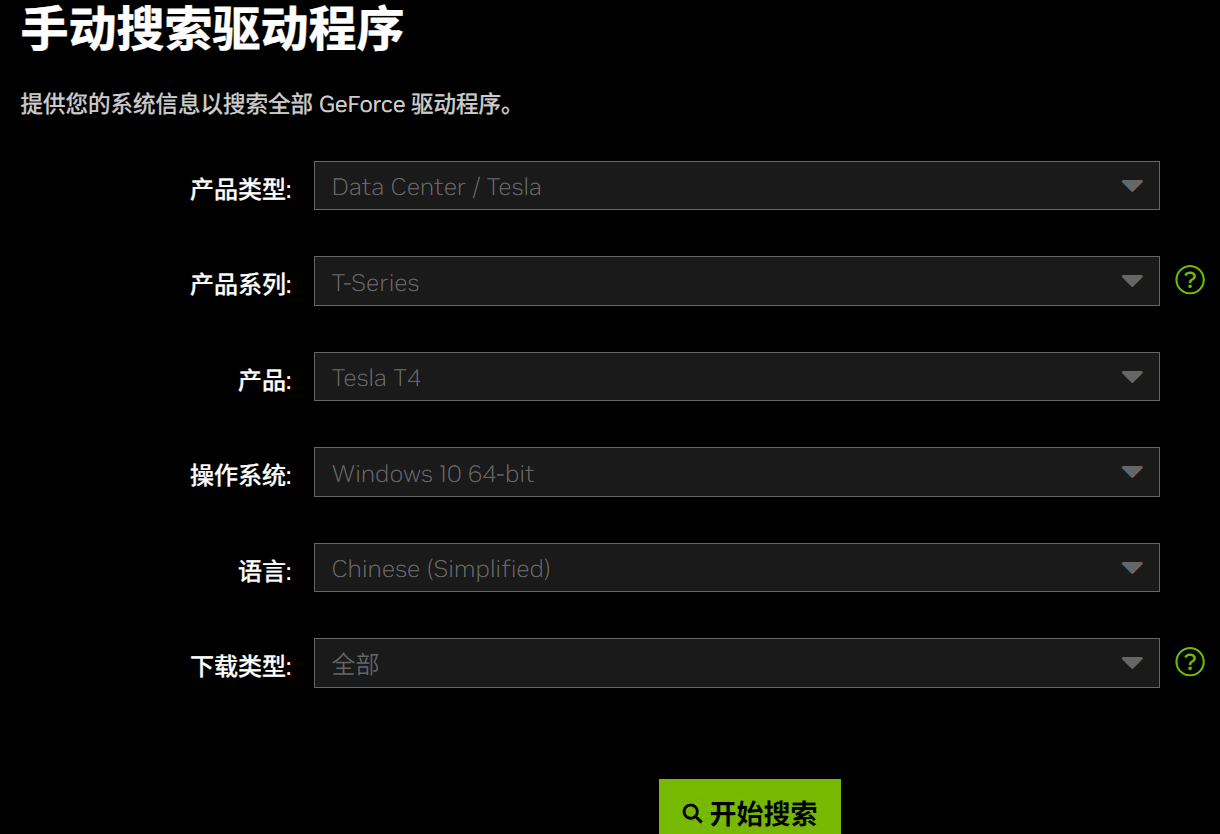 手动搜索驱动程序
提供您的系统信息以搜索全部 GeForce 驱动程序。
产品类型: Data Center / Tesla
产品系列: T-Series ?
产品: Tesla T4
操作系统: Windows 10 64-bit
语言: Chinese (Simplified)
下载类型: 全部 ?
开始搜索